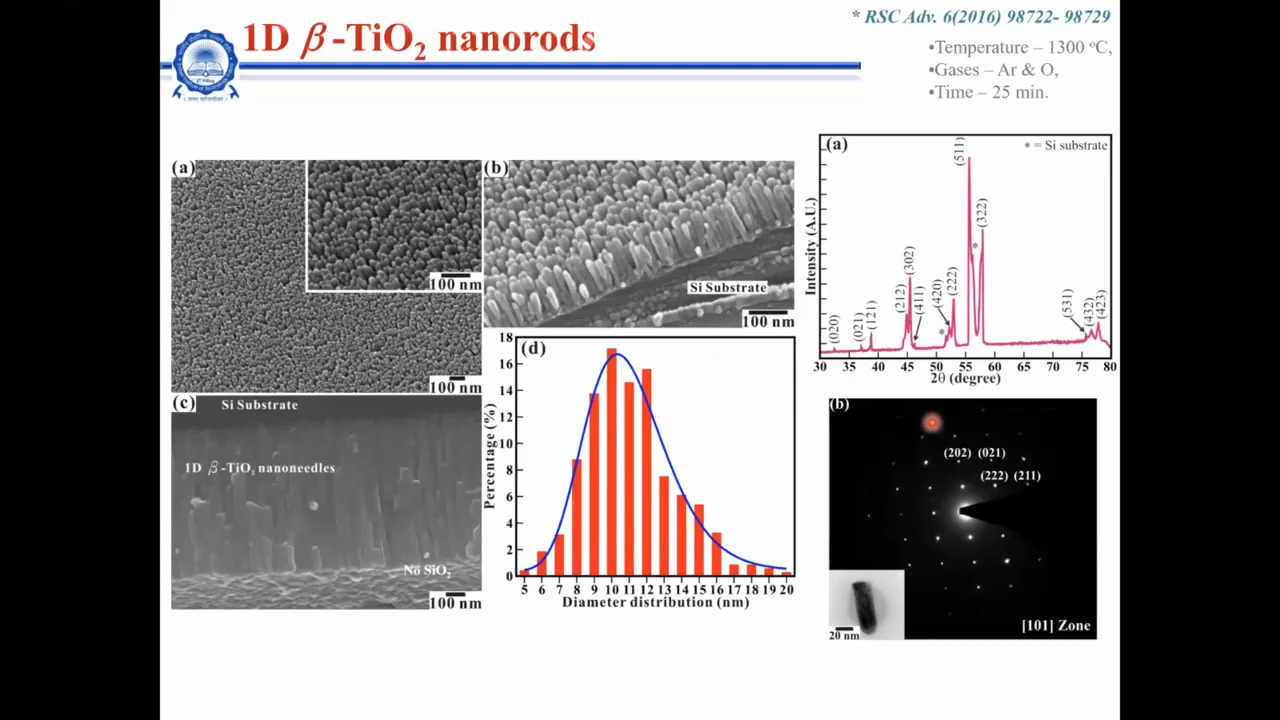 1D β-TiO2 nanorods
* RSC Adv. 6(2016) 98722- 98729
•Temperature – 1300 °C,
•Gases – Ar & O,
•Time – 25 min.
(a)
100 nm
100 nm
(b)
Si Substrate
100 nm
(c)
Si Substrate
1D β-TiO2 nanoneedles
No SiO2
100 nm
(d)
Percentage (%)
18
16
14
12
10
8
6
4
2
0
5 6 7 8 9 10 11 12 13 14 15 16 17 18 19 20
Diameter distribution (nm)
(a)
* = Si substrate
Intensity (A.U.)
(020)
(021)
(121)
(212)
(302)
(411)
(420)
*
(222)
(511)
*
(322)
(531)
(432)
(423)
30 35 40 45 50 55 60 65 70 75 80
2θ (degree)
(b)
(202) (021)
(222) (211)
20 nm
[101] Zone